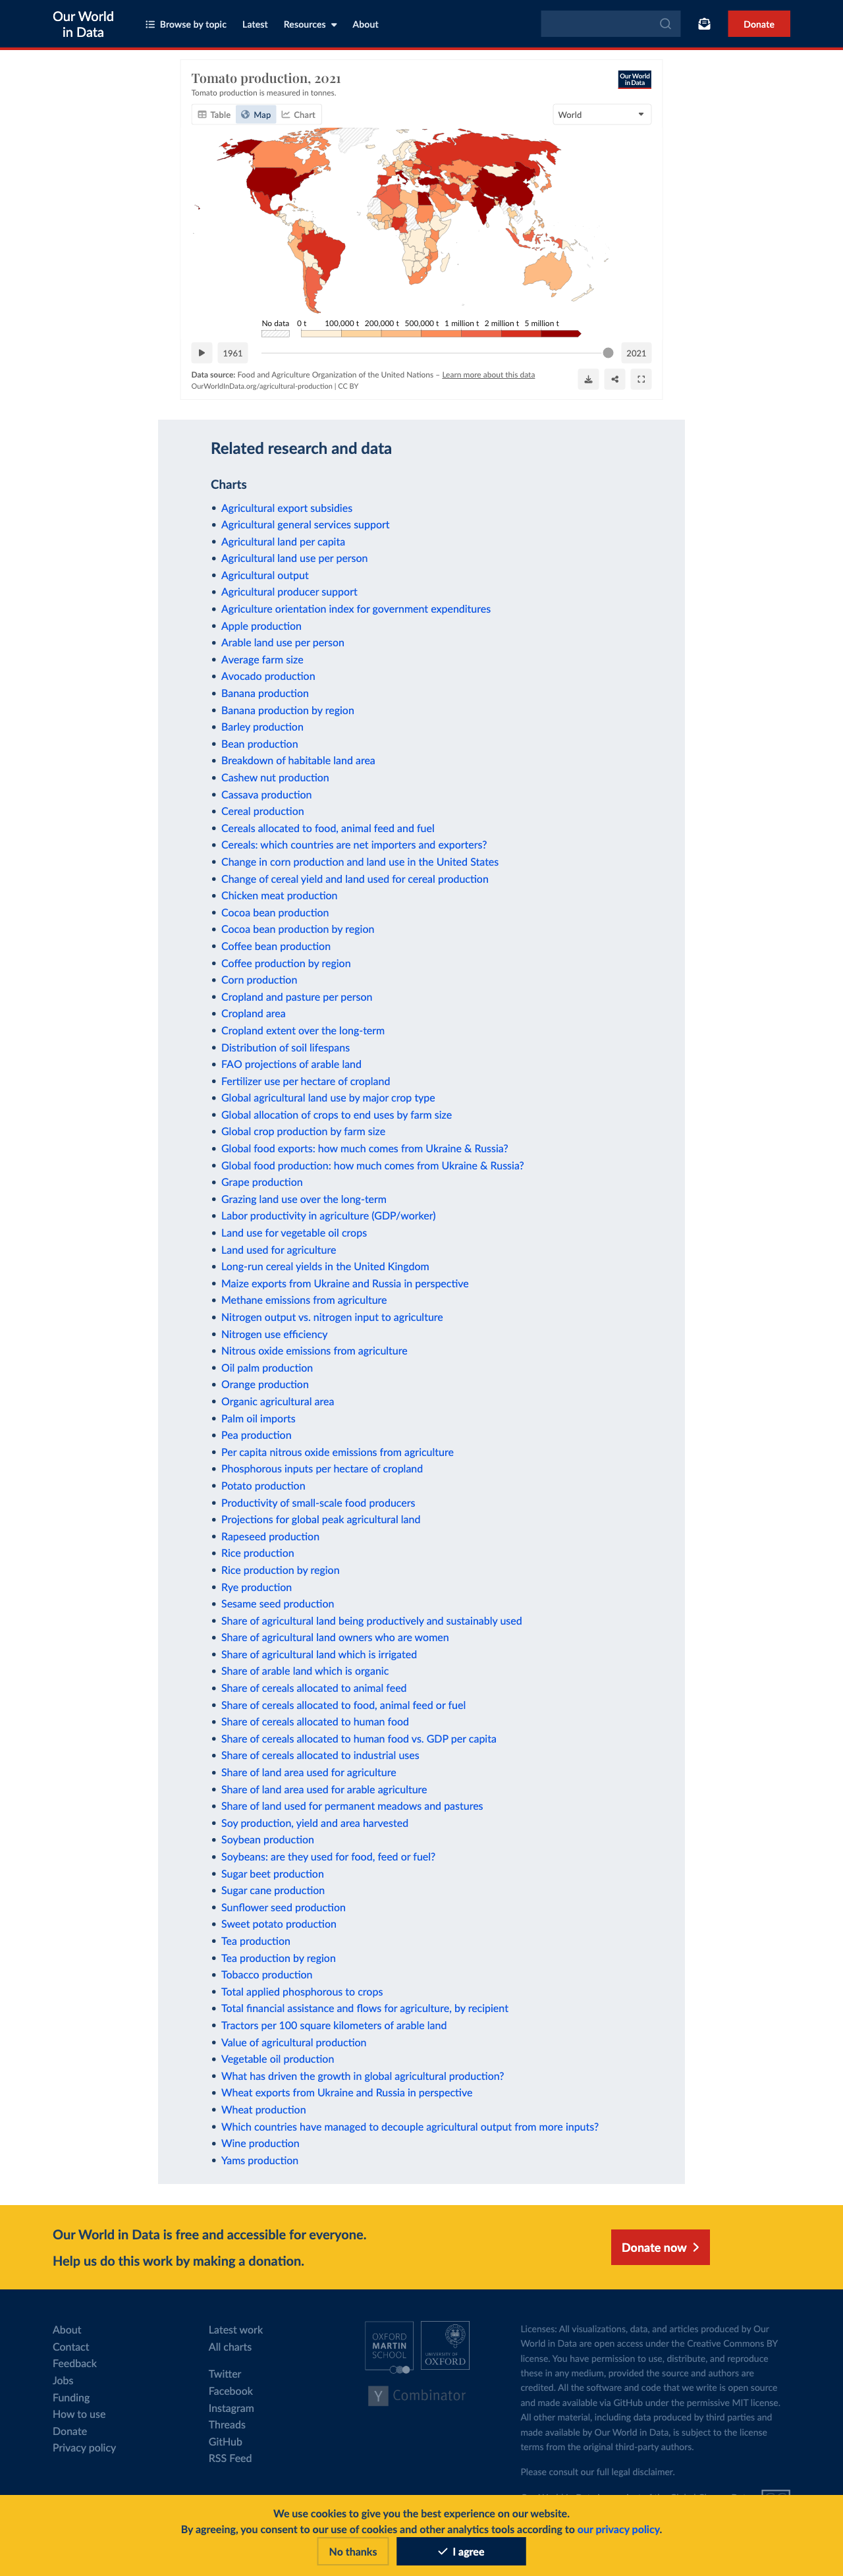 Our World
in Data
Browse by topic
Latest
Resources
About
Donate
Tomato production, 2021
Tomato production is measured in tonnes.
Our World
in Data
Table
Map
Chart
World
No data
0 t
100,000 t
200,000 t
500,000 t
1 million t
2 million t
5 million t
1961
2021
Data source: Food and Agriculture Organization of the United Nations – Learn more about this data
OurWorldInData.org/agricultural-production | CC BY
Related research and data
Charts
Agricultural export subsidies
Agricultural general services support
Agricultural land per capita
Agricultural land use per person
Agricultural output
Agricultural producer support
Agriculture orientation index for government expenditures
Apple production
Arable land use per person
Average farm size
Avocado production
Banana production
Banana production by region
Barley production
Bean production
Breakdown of habitable land area
Cashew nut production
Cassava production
Cereal production
Cereals allocated to food, animal feed and fuel
Cereals: which countries are net importers and exporters?
Change in corn production and land use in the United States
Change of cereal yield and land used for cereal production
Chicken meat production
Cocoa bean production
Cocoa bean production by region
Coffee bean production
Coffee production by region
Corn production
Cropland and pasture per person
Cropland area
Cropland extent over the long-term
Distribution of soil lifespans
FAO projections of arable land
Fertilizer use per hectare of cropland
Global agricultural land use by major crop type
Global allocation of crops to end uses by farm size
Global crop production by farm size
Global food exports: how much comes from Ukraine & Russia?
Global food production: how much comes from Ukraine & Russia?
Grape production
Grazing land use over the long-term
Labor productivity in agriculture (GDP/worker)
Land use for vegetable oil crops
Land used for agriculture
Long-run cereal yields in the United Kingdom
Maize exports from Ukraine and Russia in perspective
Methane emissions from agriculture
Nitrogen output vs. nitrogen input to agriculture
Nitrogen use efficiency
Nitrous oxide emissions from agriculture
Oil palm production
Orange production
Organic agricultural area
Palm oil imports
Pea production
Per capita nitrous oxide emissions from agriculture
Phosphorous inputs per hectare of cropland
Potato production
Productivity of small-scale food producers
Projections for global peak agricultural land
Rapeseed production
Rice production
Rice production by region
Rye production
Sesame seed production
Share of agricultural land being productively and sustainably used
Share of agricultural land owners who are women
Share of agricultural land which is irrigated
Share of arable land which is organic
Share of cereals allocated to animal feed
Share of cereals allocated to food, animal feed or fuel
Share of cereals allocated to human food
Share of cereals allocated to human food vs. GDP per capita
Share of cereals allocated to industrial uses
Share of land area used for agriculture
Share of land area used for arable agriculture
Share of land used for permanent meadows and pastures
Soy production, yield and area harvested
Soybean production
Soybeans: are they used for food, feed or fuel?
Sugar beet production
Sugar cane production
Sunflower seed production
Sweet potato production
Tea production
Tea production by region
Tobacco production
Total applied phosphorous to crops
Total financial assistance and flows for agriculture, by recipient
Tractors per 100 square kilometers of arable land
Value of agricultural production
Vegetable oil production
What has driven the growth in global agricultural production?
Wheat exports from Ukraine and Russia in perspective
Wheat production
Which countries have managed to decouple agricultural output from more inputs?
Wine production
Yams production
Our World in Data is free and accessible for everyone.
Help us do this work by making a donation.
Donate now
About
Contact
Feedback
Jobs
Funding
How to use
Donate
Privacy policy
Latest work
All charts
Twitter
Facebook
Instagram
Threads
GitHub
RSS Feed
OXFORD
MARTIN
SCHOOL
UNIVERSITY OF
OXFORD
Y Combinator
Licenses: All visualizations, data, and articles produced by Our
World in Data are open access under the Creative Commons BY
license. You have permission to use, distribute, and reproduce
these in any medium, provided the source and authors are
credited. All the software and code that we write is open source
and made available via GitHub under the permissive MIT license.
All other material, including data produced by third parties and
made available by Our World in Data, is subject to the license
terms from the original third-party authors.
Please consult our full legal disclaimer.
We use cookies to give you the best experience on our website.
By agreeing, you consent to our use of cookies and other analytics tools according to our privacy policy.
No thanks
I agree